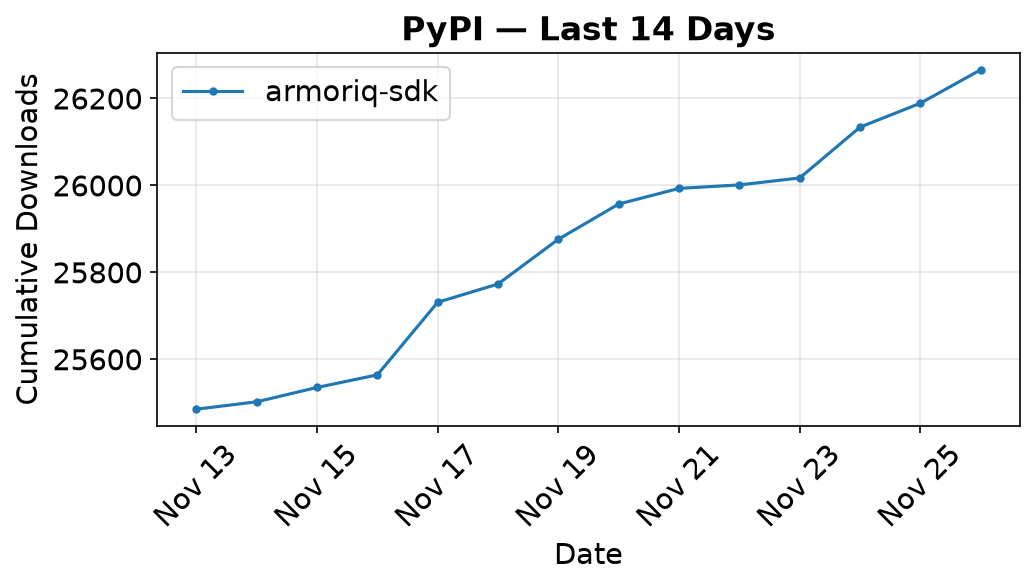 PyPI — Last 14 Days
armoriq-sdk
Cumulative Downloads
26200
26000
25800
25600
Nov 13
Nov 15
Nov 17
Nov 19
Nov 21
Nov 23
Nov 25
Date